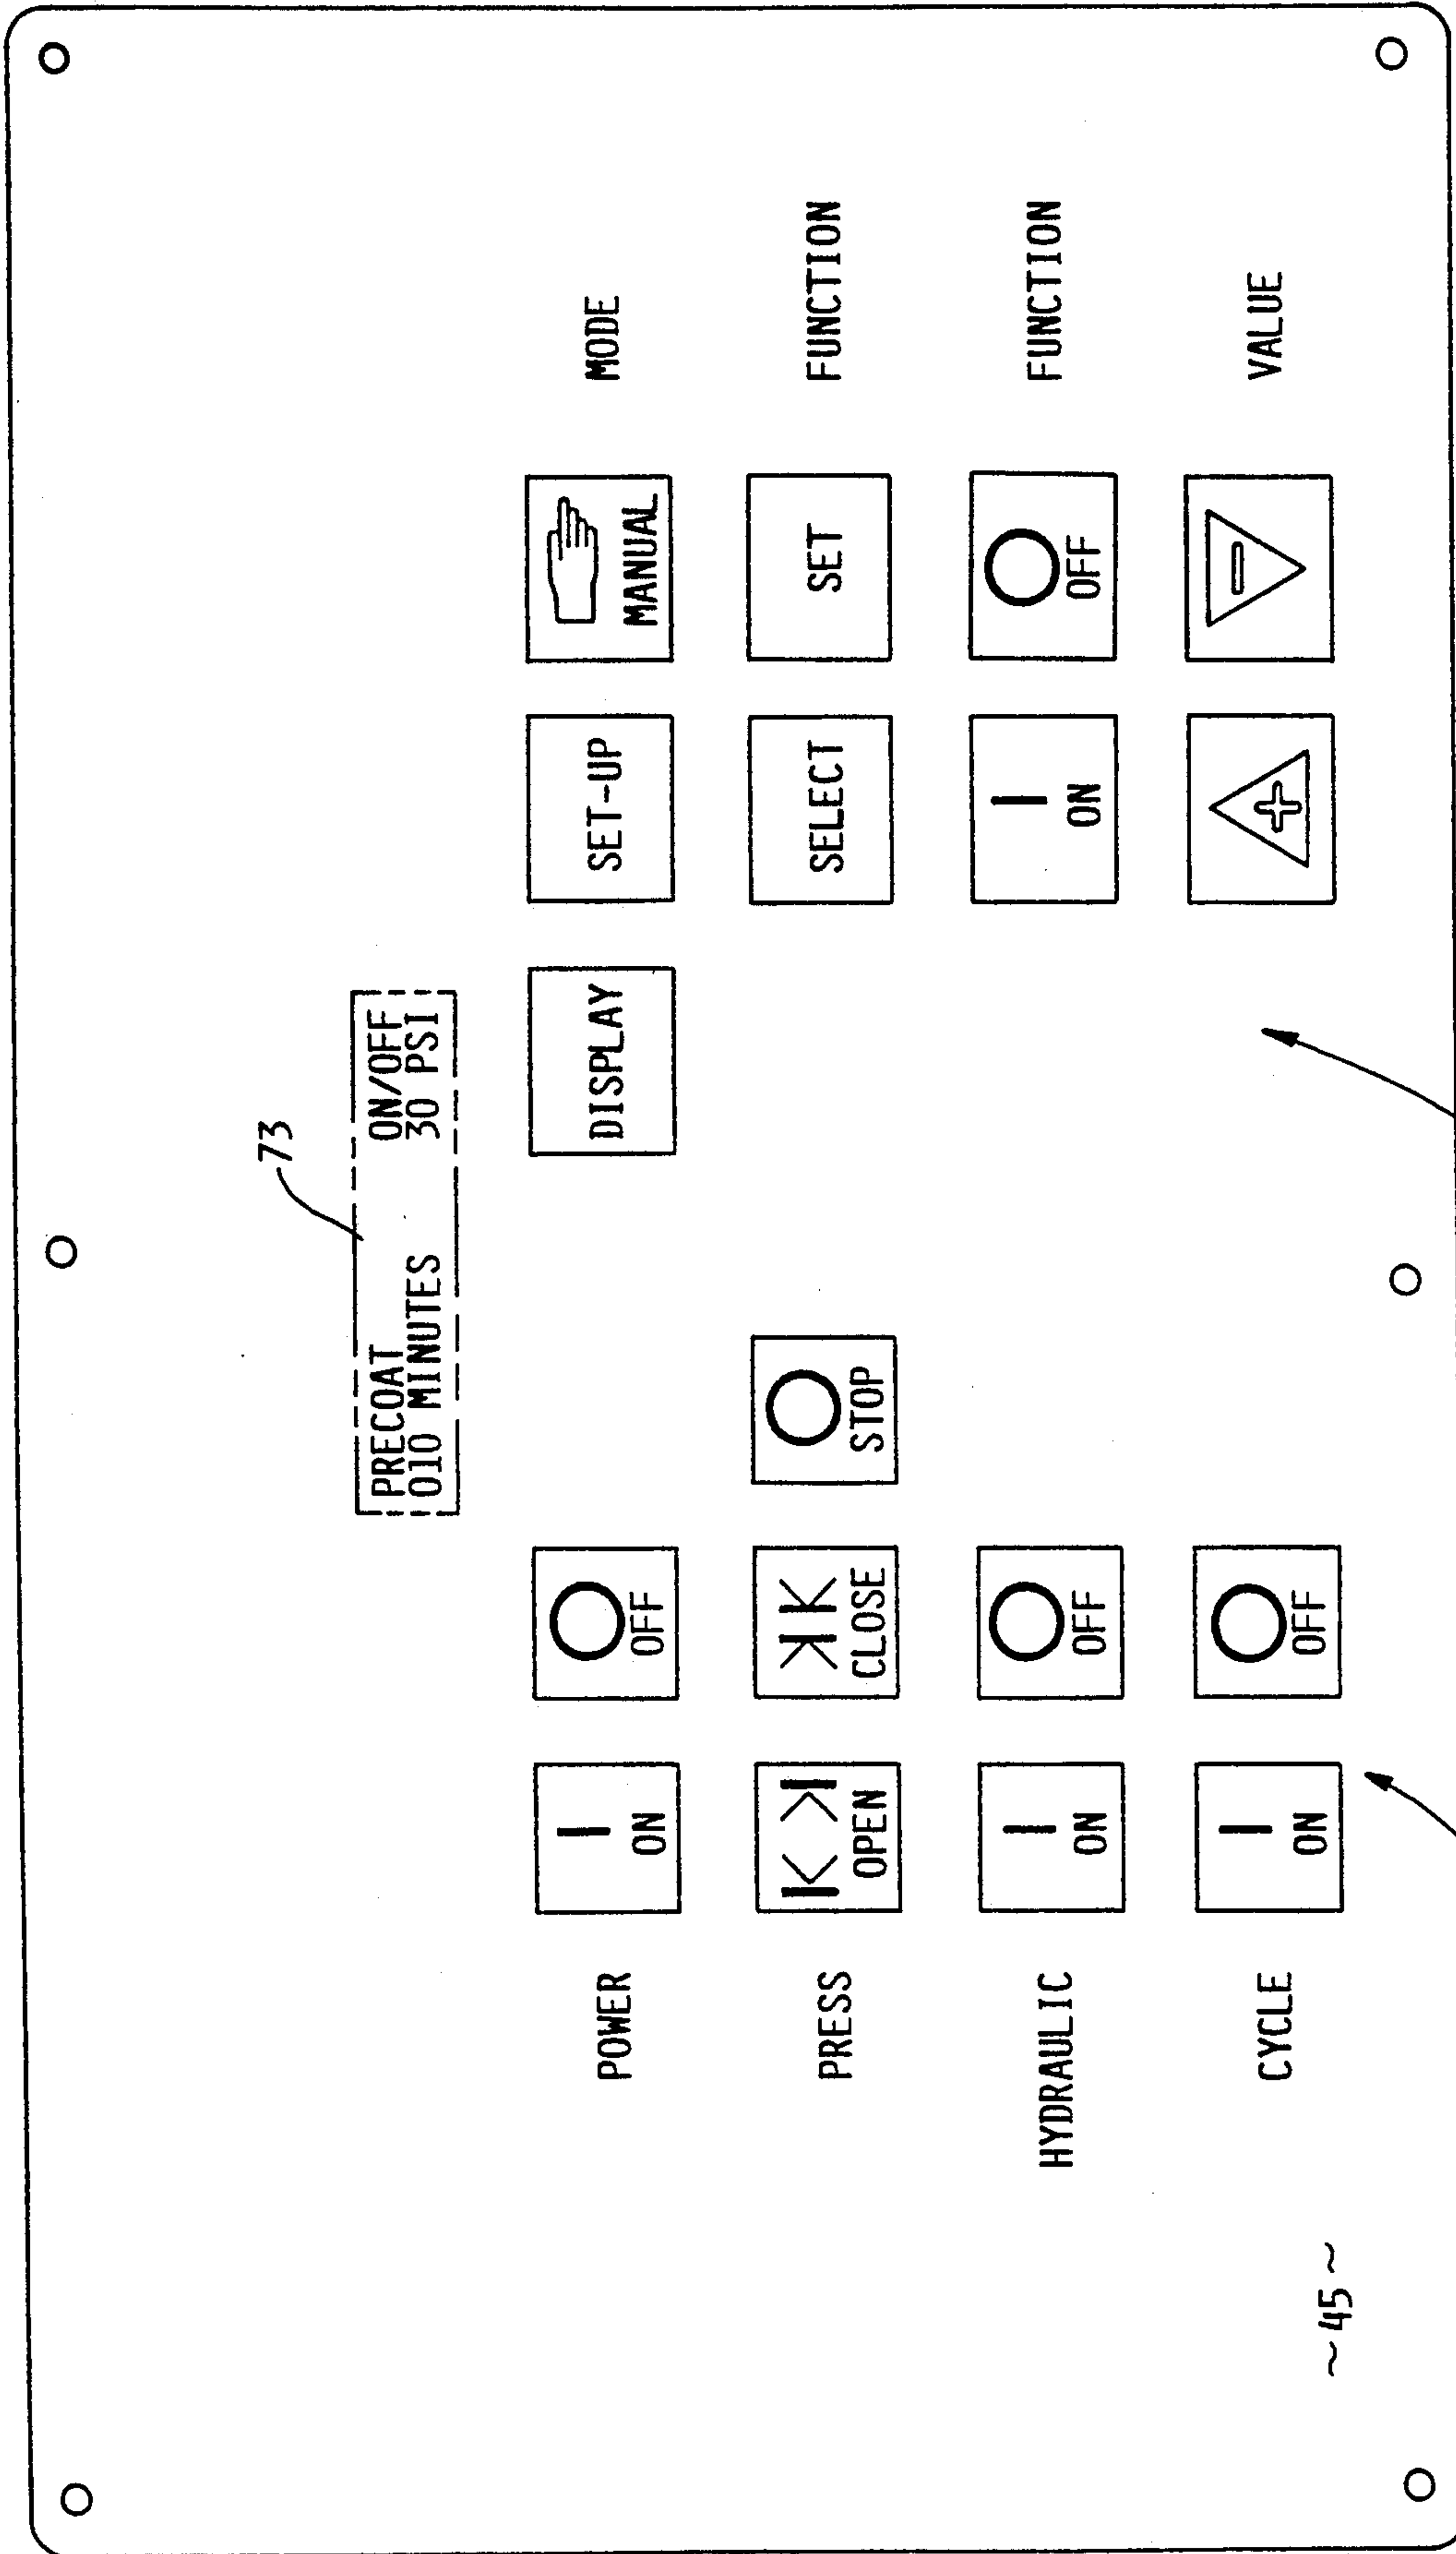 73
PRECOAT ON/OFF
010 MINUTES 30 PSI
POWER
ON
OFF
DISPLAY
SET-UP
MANUAL
MODE
PRESS
OPEN
CLOSE
STOP
SELECT
SET
FUNCTION
HYDRAULIC
ON
OFF
ON
OFF
FUNCTION
CYCLE
ON
OFF
+
−
VALUE
~45~